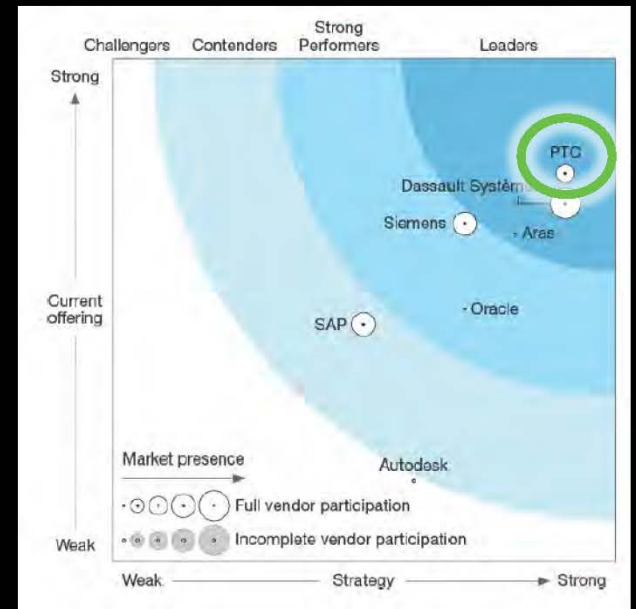 Strong
Challengers Contenders Performers Leaders
Strong
PTC
Dassault Systèm
Siemens
Aras
Current
offering
Oracle
SAP
Market presence
Autodesk
Full vendor participation
Incomplete vendor participation
Weak
Weak Strategy Strong